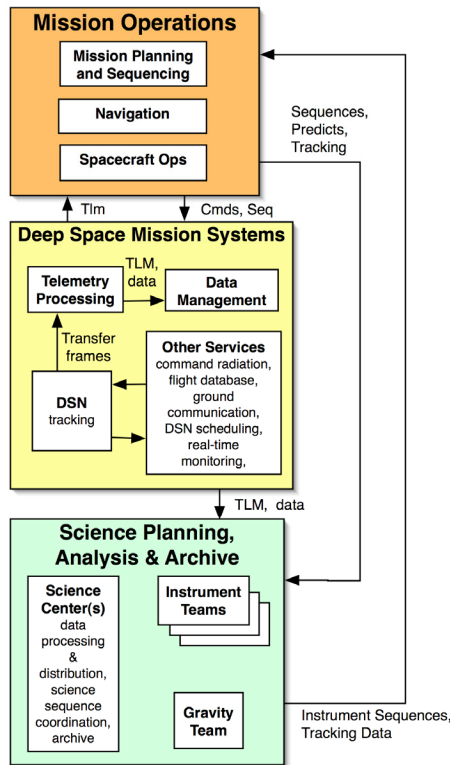 Mission Operations
Mission Planning
and Sequencing
Navigation
Spacecraft Ops
Sequences,
Predicts,
Tracking
Tlm
Cmds, Seq
Deep Space Mission Systems
Telemetry
Processing
TLM,
data
Data
Management
Transfer
frames
DSN
tracking
Other Services
command radiation,
flight database,
ground
communication,
DSN scheduling,
real-time
monitoring,
TLM, data
Science Planning,
Analysis & Archive
Science
Center(s)
data
processing
&
distribution,
science
sequence
coordination,
archive
Instrument
Teams
Gravity
Team
Instrument Sequences,
Tracking Data